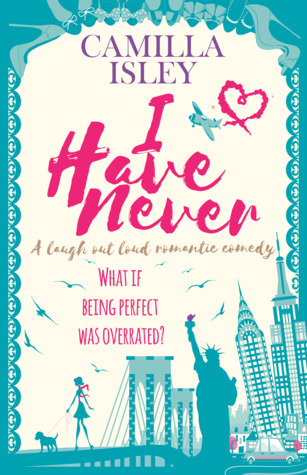 CAMILLA
ISLEY
I
Have
Never
A laugh out loud romantic comedy
WHAT IF
BEING PERFECT
WAS OVERRATED?